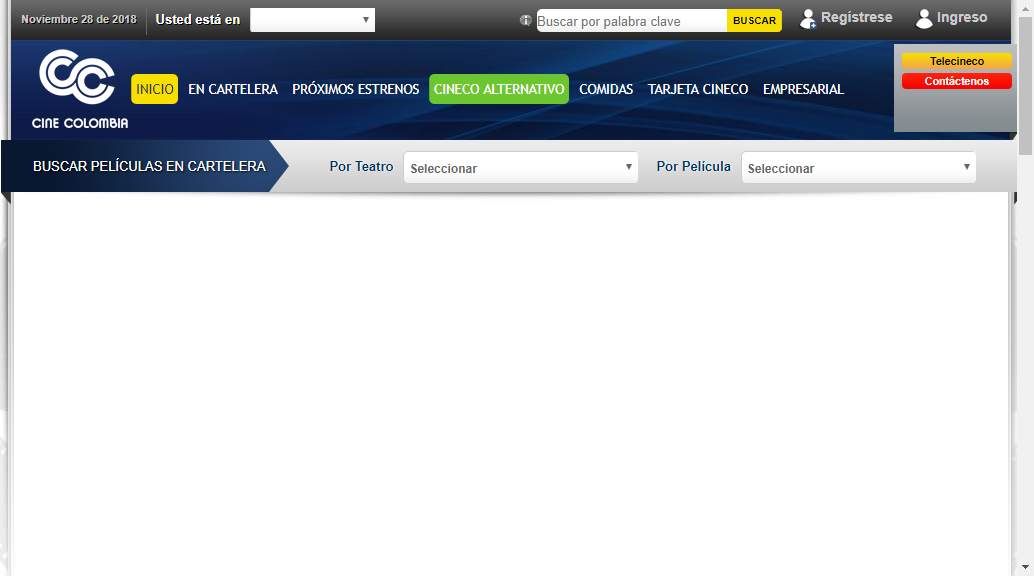 Noviembre 28 de 2018 Usted está en Buscar por palabra clave BUSCAR Regístrese Ingreso
Telecineco
Contáctenos
INICIO EN CARTELERA PRÓXIMOS ESTRENOS CINECO ALTERNATIVO COMIDAS TARJETA CINECO EMPRESARIAL
CINE COLOMBIA
BUSCAR PELÍCULAS EN CARTELERA Por Teatro Seleccionar Por Película Seleccionar